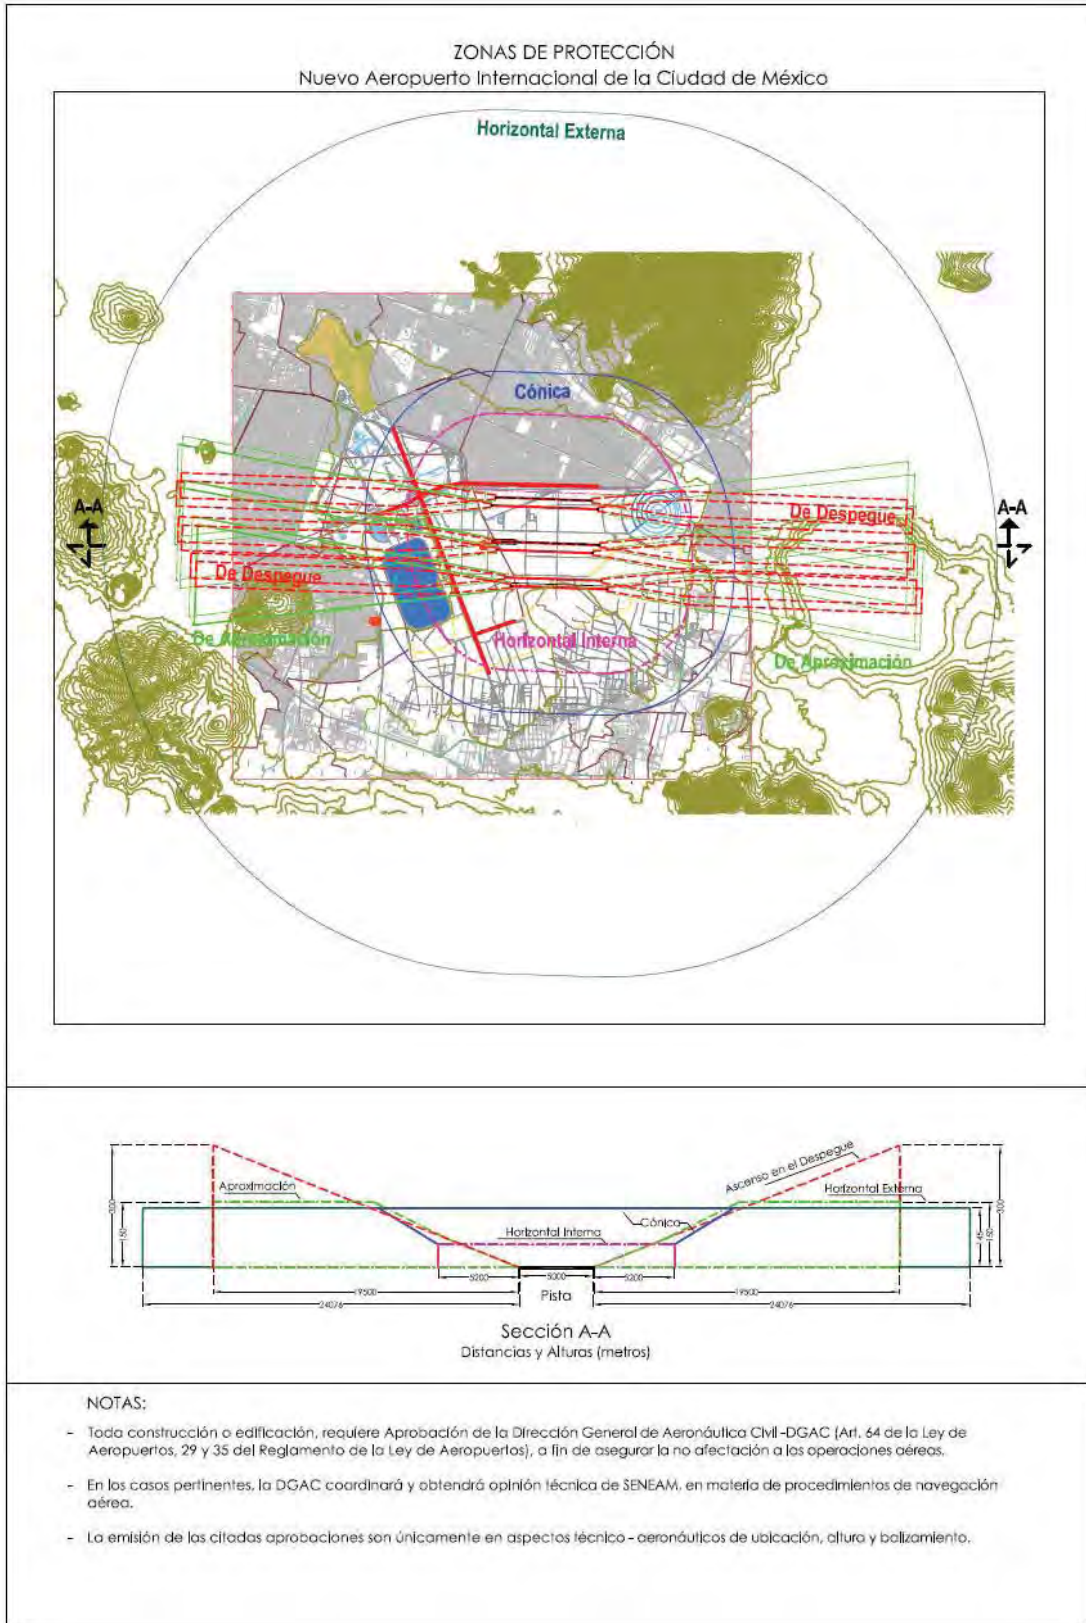 ZONAS DE PROTECCIÓN
Nuevo Aeropuerto Internacional de la Ciudad de México
Horizontal Externa
Cónica
A-A
A-A
De Despegue
De Despegue
De Aproximación
Horizontal Interna
De Aproximación
Ascenso en el Despegue
Aproximación
Horizontal Externa
Cónica
Horizontal Interna
300
150
45
150
300
5200
5000
5200
Pista
19500
19500
24076
24076
Sección A-A
Distancias y Alturas (metros)
NOTAS:
- Toda construcción o edificación, requiere Aprobación de la Dirección General de Aeronáutica Civil -DGAC (Art. 64 de la Ley de
Aeropuertos, 29 y 35 del Reglamento de la Ley de Aeropuertos), a fin de asegurar la no afectación a las operaciones aéreas.
- En los casos pertinentes, la DGAC coordinará y obtendrá opinión técnica de SENEAM, en materia de procedimientos de navegación
aérea.
- La emisión de las citadas aprobaciones son únicamente en aspectos técnico - aeronáuticos de ubicación, altura y balizamiento.